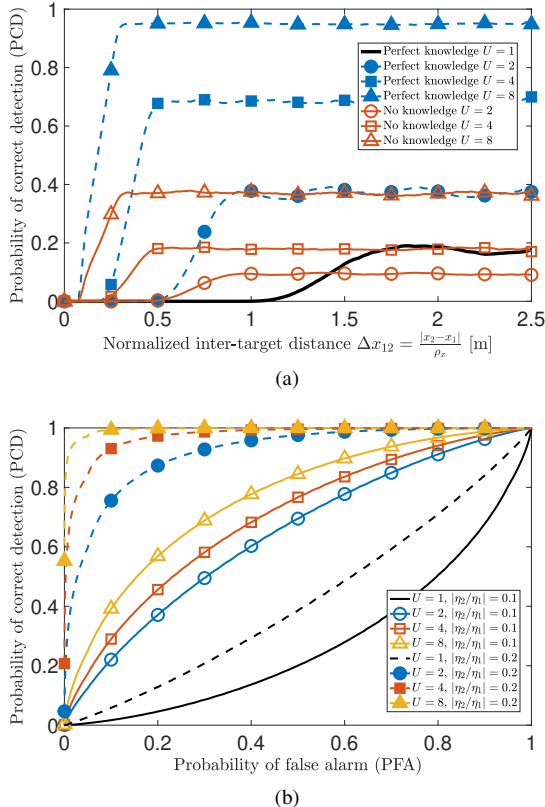 1
0.8
0.6
0.4
0.2
0
Probability of correct detection (PCD)
Perfect knowledge U = 1
Perfect knowledge U = 2
Perfect knowledge U = 4
Perfect knowledge U = 8
No knowledge U = 2
No knowledge U = 4
No knowledge U = 8
0 0.5 1 1.5 2 2.5
Normalized inter-target distance Δx₁₂ = |x₂−x₁|/ρₓ [m]
(a)
1
0.8
0.6
0.4
0.2
0
Probability of correct detection (PCD)
U = 1, |η₂/η₁| = 0.1
U = 2, |η₂/η₁| = 0.1
U = 4, |η₂/η₁| = 0.1
U = 8, |η₂/η₁| = 0.1
U = 1, |η₂/η₁| = 0.2
U = 2, |η₂/η₁| = 0.2
U = 4, |η₂/η₁| = 0.2
U = 8, |η₂/η₁| = 0.2
0 0.2 0.4 0.6 0.8 1
Probability of false alarm (PFA)
(b)